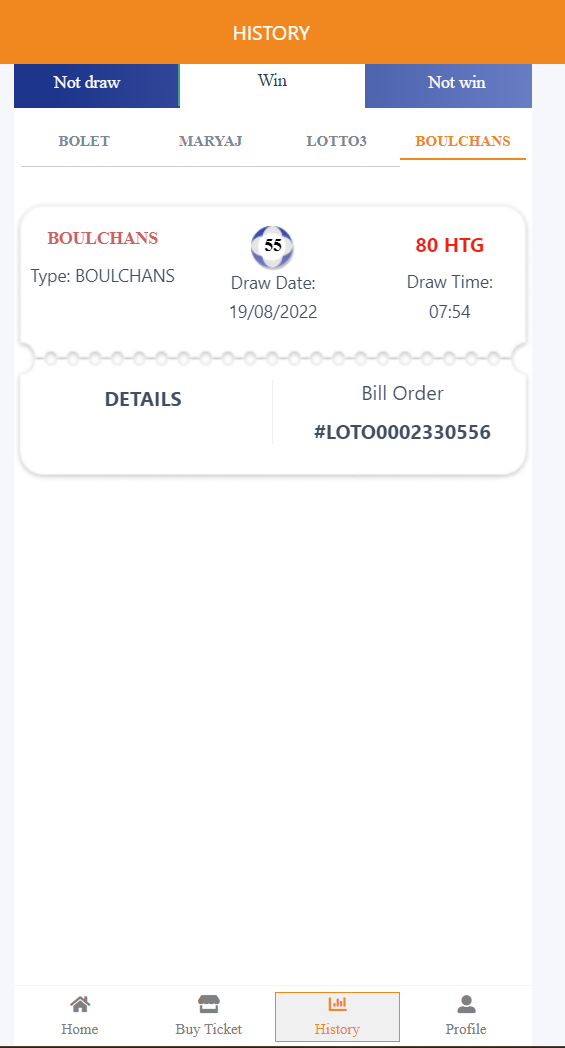 HISTORY
Not draw
Win
Not win
BOLET
MARYAJ
LOTTO3
BOULCHANS
BOULCHANS
Type: BOULCHANS
55
Draw Date:
19/08/2022
80 HTG
Draw Time:
07:54
DETAILS
Bill Order
#LOTO0002330556
Home
Buy Ticket
History
Profile